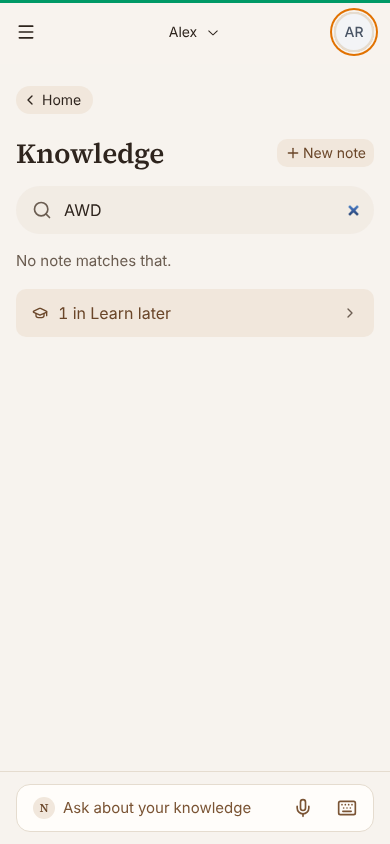 Alex
AR
Home
Knowledge
New note
AWD
No note matches that.
1 in Learn later
N
Ask about your knowledge